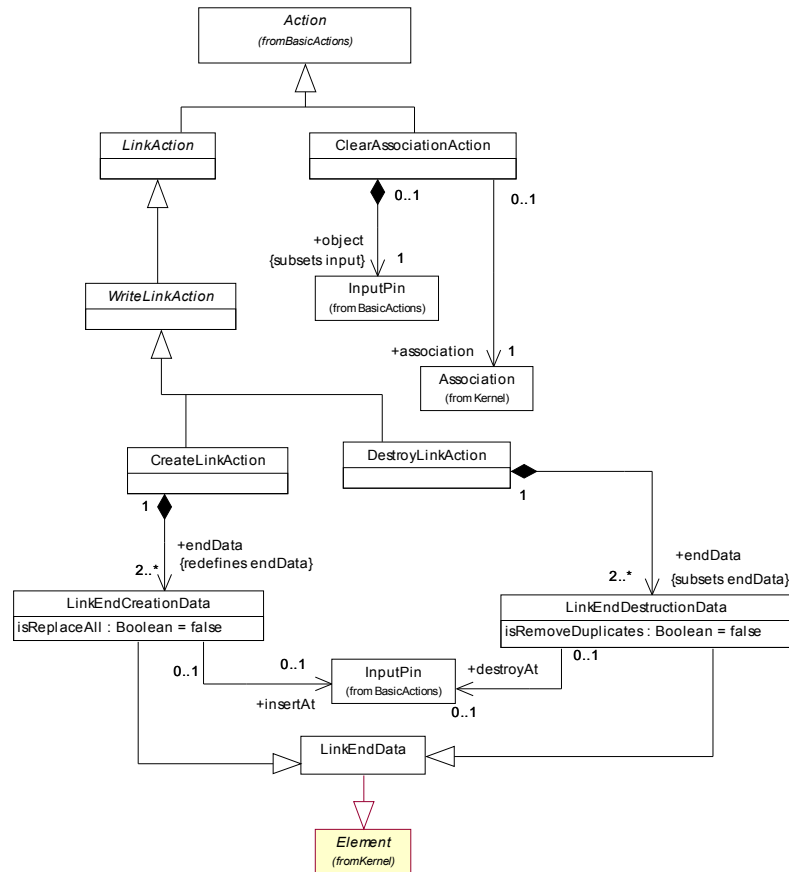 Action
(fromBasicActions)
LinkAction
ClearAssociationAction
0..1
0..1
+object
{subsets input}
1
InputPin
(from BasicActions)
WriteLinkAction
+association
1
Association
(from Kernel)
CreateLinkAction
DestroyLinkAction
1
1
+endData
{redefines endData}
2..*
+endData
{subsets endData}
2..*
LinkEndCreationData
isReplaceAll : Boolean = false
LinkEndDestructionData
isRemoveDuplicates : Boolean = false
0..1
0..1
+insertAt
InputPin
(from BasicActions)
+destroyAt
0..1
0..1
LinkEndData
Element
(fromKernel)